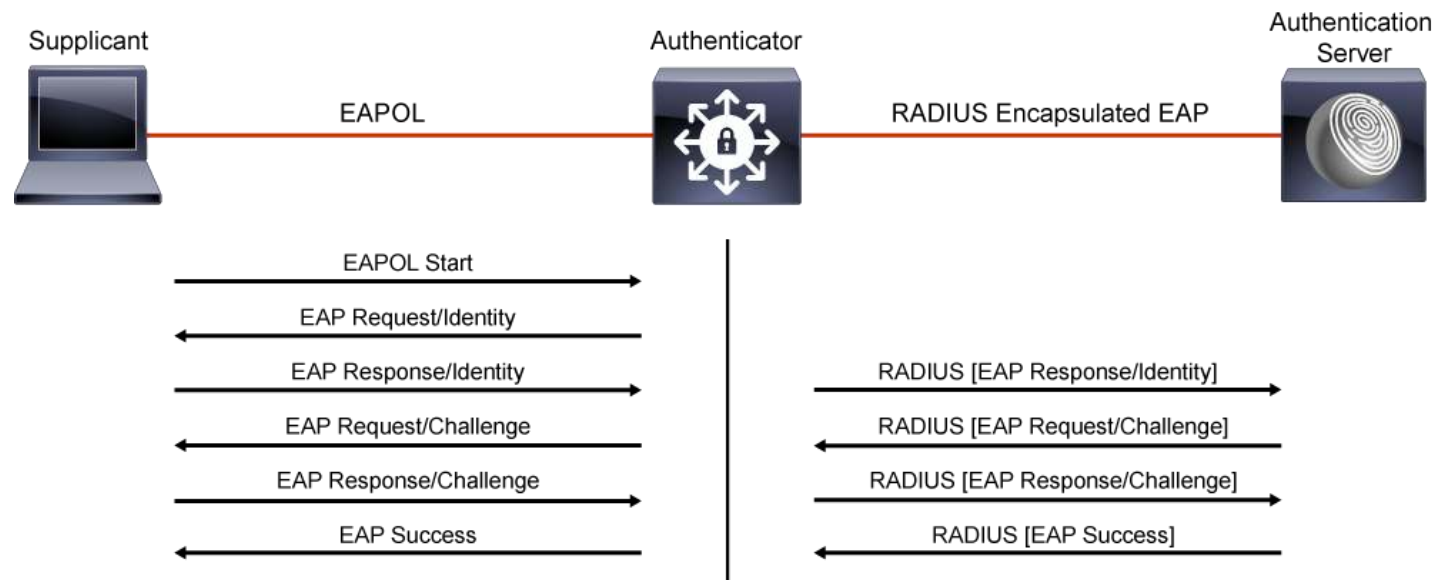 Supplicant
Authenticator
Authentication
Server
EAPOL
RADIUS Encapsulated EAP
EAPOL Start
EAP Request/Identity
EAP Response/Identity
RADIUS [EAP Response/Identity]
EAP Request/Challenge
RADIUS [EAP Request/Challenge]
EAP Response/Challenge
RADIUS [EAP Response/Challenge]
EAP Success
RADIUS [EAP Success]